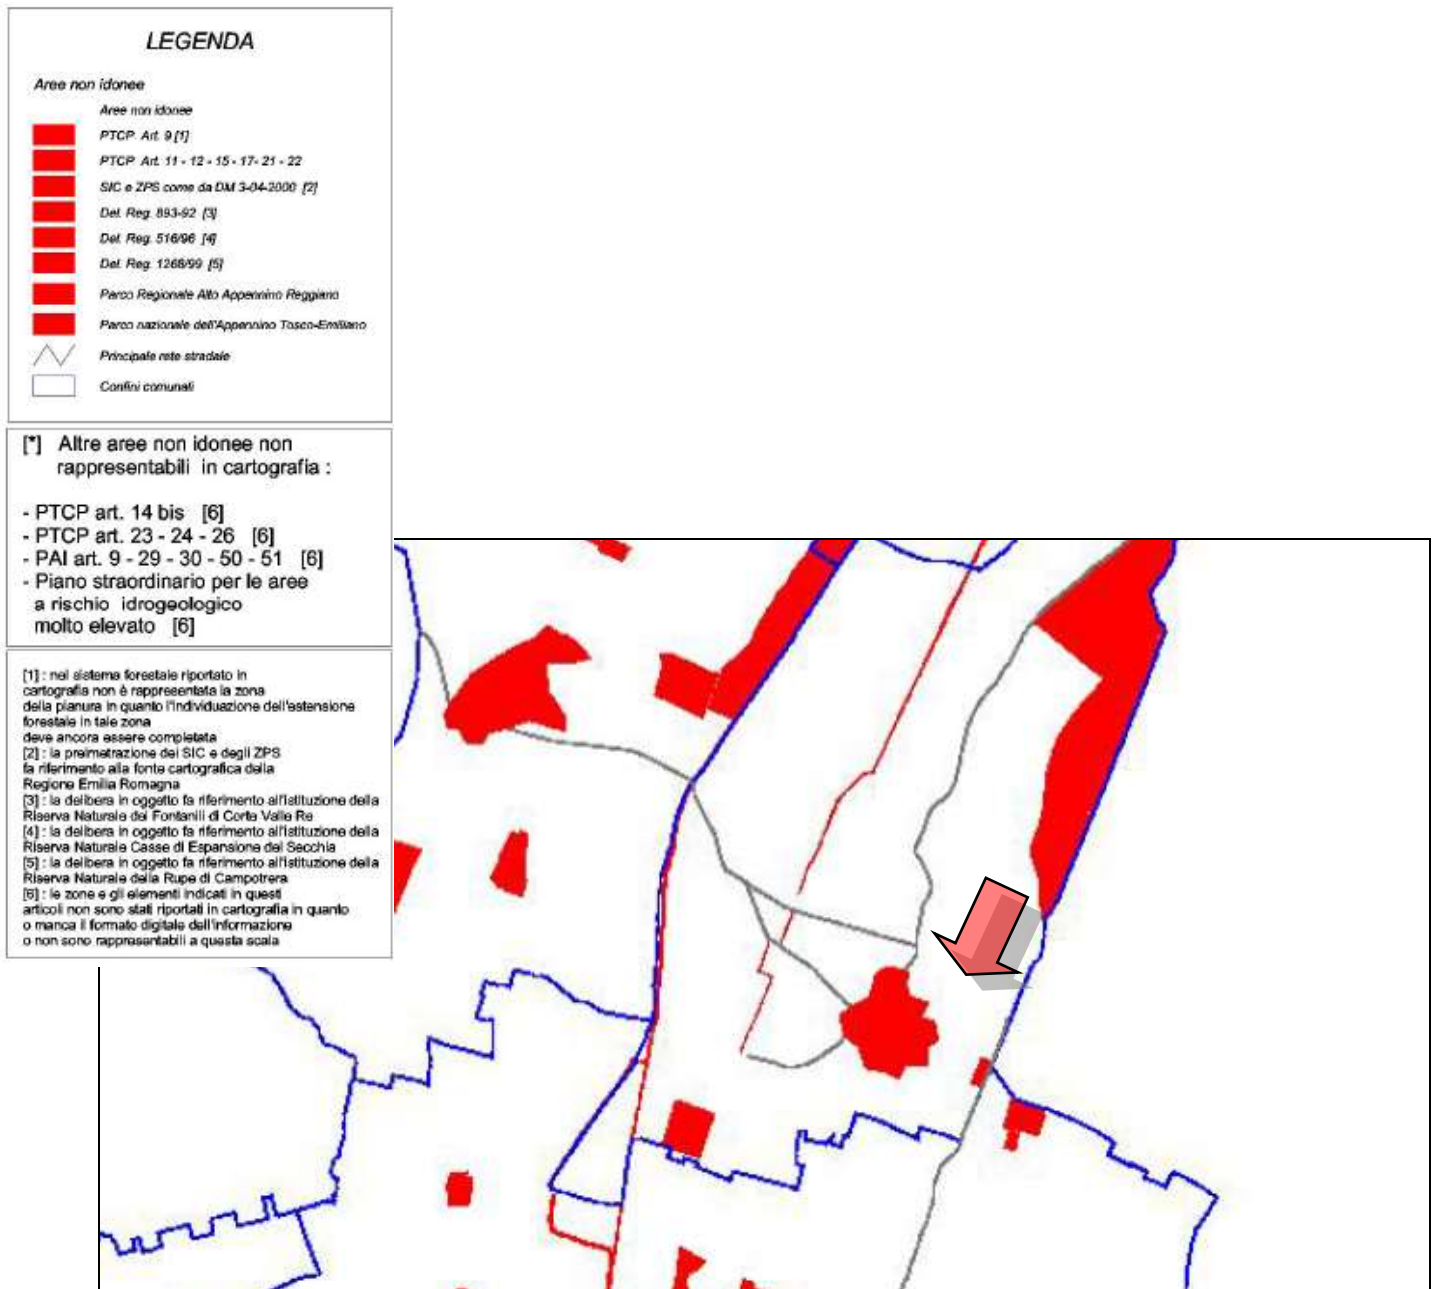 LEGENDA
Aree non idonee
Aree non idonee
PTCP Art. 9 [1]
PTCP Art. 11 - 12 - 15 - 17- 21 - 22
SIC e ZPS come da DM 3-04-2000 [2]
Del. Reg. 893-92 [3]
Del. Reg. 516/96 [4]
Del. Reg. 1268/99 [5]
Parco Regionale Alto Appennino Reggiano
Parco nazionale dell'Appennino Tosco-Emiliano
Principale rete stradale
Confini comunali
[*] Altre aree non idonee non
rappresentabili in cartografia :
- PTCP art. 14 bis [6]
- PTCP art. 23 - 24 - 26 [6]
- PAI art. 9 - 29 - 30 - 50 - 51 [6]
- Piano straordinario per le aree
a rischio idrogeologico
molto elevato [6]
[1] : nel sistema forestale riportato in
cartografia non è rappresentata la zona
della pianura in quanto l'individuazione dell'estensione
forestale in tale zona
deve ancora essere completata
[2] : la preimetrazione dei SIC e degli ZPS
fa riferimento alla fonte cartografica della
Regione Emilia Romagna
[3] : la delibera in oggetto fa riferimento all'istituzione della
Riserva Naturale dei Fontanili di Corte Valle Re
[4] : la delibera in oggetto fa riferimento all'istituzione della
Riserva Naturale Casse di Espansione del Secchia
[5] : la delibera in oggetto fa riferimento all'istituzione della
Riserva Naturale della Rupe di Campotrera
[6] : le zone e gli elementi indicati in questi
articoli non sono stati riportati in cartografia in quanto
o manca il formato digitale dell'informazione
o non sono rappresentabili a questa scala